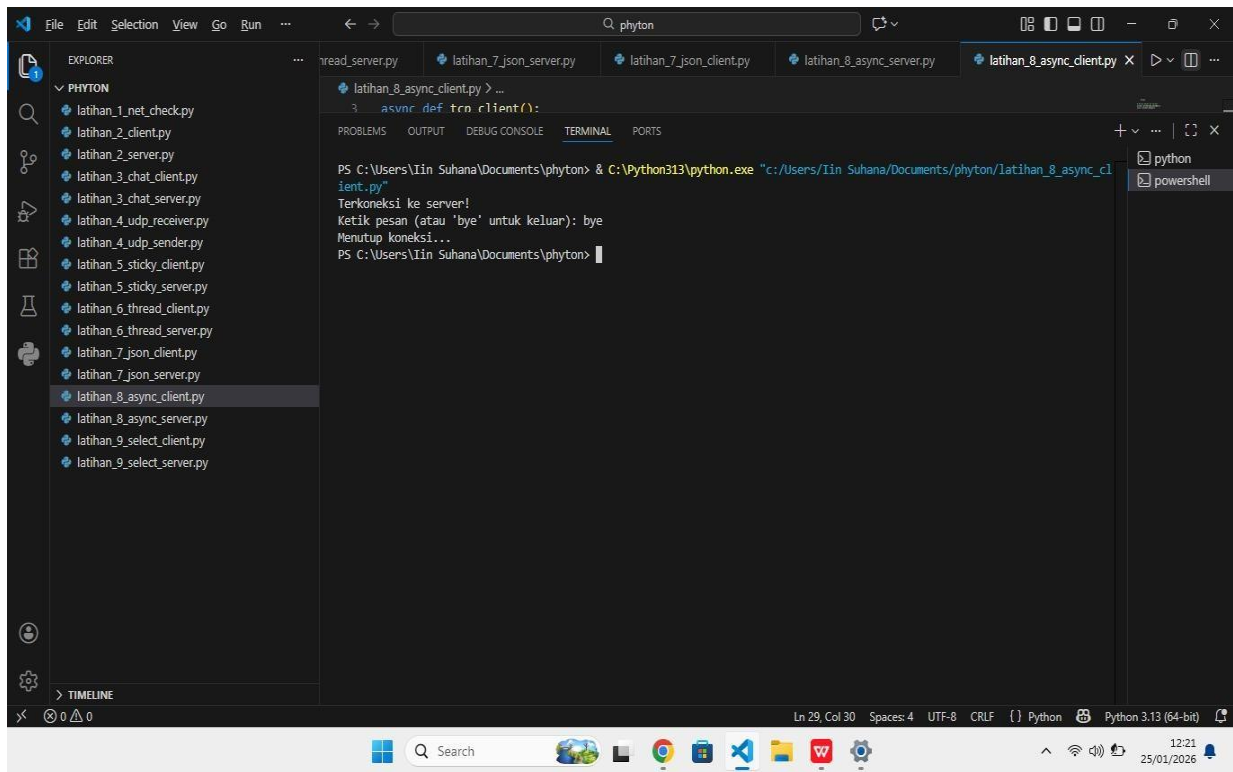 File Edit Selection View Go Run ··· phyton
EXPLORER ···
PHYTON
latihan_1_net_check.py
latihan_2_client.py
latihan_2_server.py
latihan_3_chat_client.py
latihan_3_chat_server.py
latihan_4_udp_receiver.py
latihan_4_udp_sender.py
latihan_5_sticky_client.py
latihan_5_sticky_server.py
latihan_6_thread_client.py
latihan_6_thread_server.py
latihan_7_json_client.py
latihan_7_json_server.py
latihan_8_async_client.py
latihan_8_async_server.py
latihan_9_select_client.py
latihan_9_select_server.py
TIMELINE
read_server.py latihan_7_json_server.py latihan_7_json_client.py latihan_8_async_server.py latihan_8_async_client.py
latihan_8_async_client.py > ...
3 async def tcp_client():
PROBLEMS OUTPUT DEBUG CONSOLE TERMINAL PORTS
PS C:\Users\Iin Suhana\Documents\phyton> & C:\Python313\python.exe "c:/Users/Iin Suhana/Documents/phyton/latihan_8_async_cl
ient.py"
Terkoneksi ke server!
Ketik pesan (atau 'bye' untuk keluar): bye
Menutup koneksi...
PS C:\Users\Iin Suhana\Documents\phyton>
python
powershell
0 0 Ln 29, Col 30 Spaces: 4 UTF-8 CRLF {} Python Python 3.13 (64-bit)
Search
12:21
25/01/2026